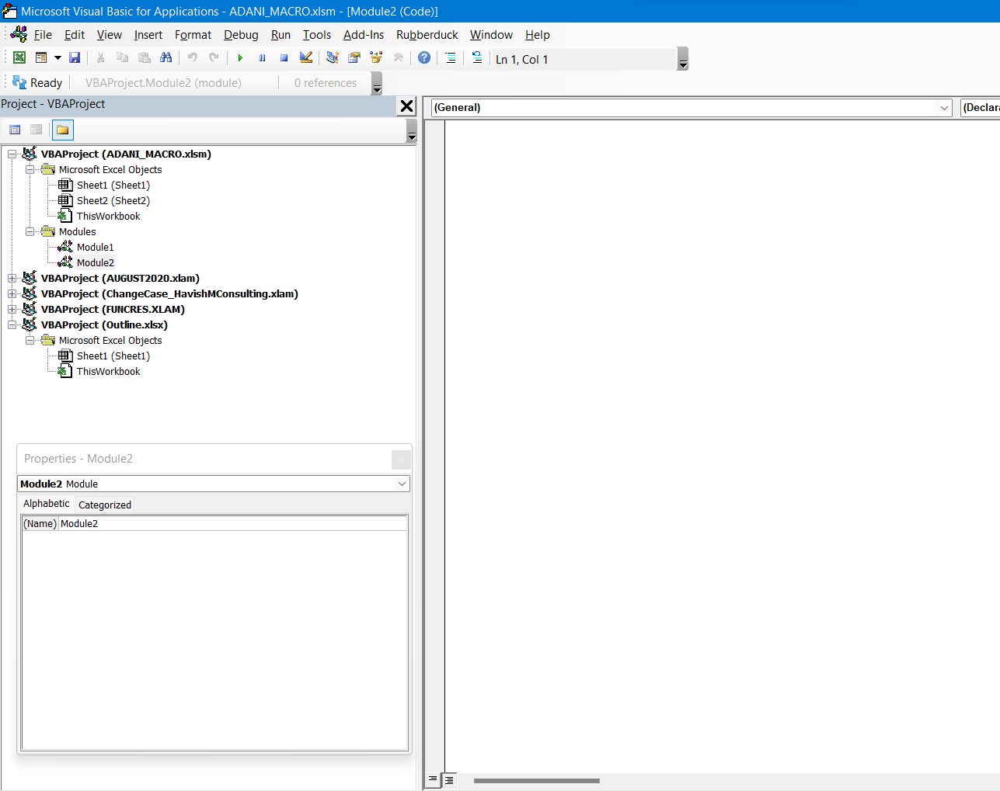 Microsoft Visual Basic for Applications - ADANI_MACRO.xlsm - [Module2 (Code)]
File Edit View Insert Format Debug Run Tools Add-Ins Rubberduck Window Help
Ln 1, Col 1
Ready VBAProject.Module2 (module) 0 references
Project - VBAProject
(General) (Declara
VBAProject (ADANI_MACRO.xlsm)
Microsoft Excel Objects
Sheet1 (Sheet1)
Sheet2 (Sheet2)
ThisWorkbook
Modules
Module1
Module2
VBAProject (AUGUST2020.xlam)
VBAProject (ChangeCase_HavishMConsulting.xlam)
VBAProject (FUNCRES.XLAM)
VBAProject (Outline.xlsx)
Microsoft Excel Objects
Sheet1 (Sheet1)
ThisWorkbook
Properties - Module2
Module2 Module
Alphabetic Categorized
(Name) Module2